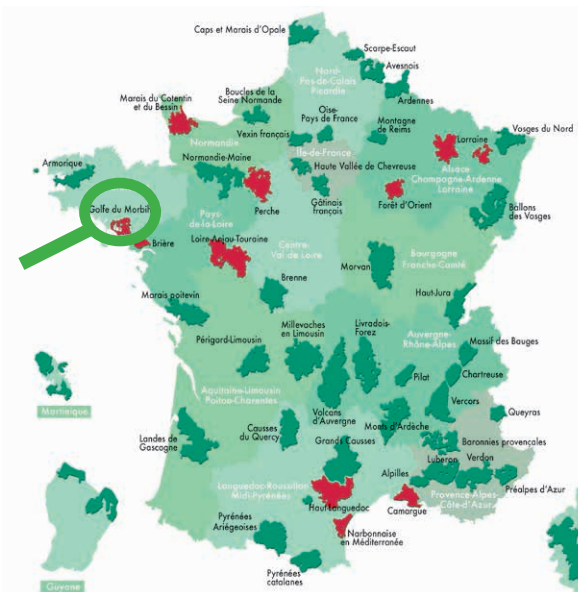 Caps et Marais d'Opale
Scarpe-Escaut
Avesnois
Nord-
Pas-de-Calais
Picardie
Ardennes
Marais du Cotentin
et du Bessin
Boucles de la
Seine Normande
Oise-
Pays de France
Montagne
de Reims
Vexin français
Normandie
Île-de-France
Lorraine
Vosges du Nord
Armorique
Normandie-Maine
Haute Vallée de Chevreuse
Alsace
Champagne-Ardenne
Lorraine
Golfe du Morbih
Perche
Gâtinais
français
Forêt d'Orient
Ballons
des Vosges
Pays-
de-la-Loire
Brière
Loire-Anjou-Touraine
Centre-
Val de Loire
Bourgogne
Franche-Comté
Morvan
Brenne
Haut-Jura
Marais poitevin
Périgord-Limousin
Millevaches
en Limousin
Livradois-
Forez
Auvergne-
Rhône-Alpes
Massif des Bauges
Chartreuse
Pilat
Aquitaine-Limousin
Poitou-Charentes
Volcans
d'Auvergne
Vercors
Queyras
Martinique
Monts d'Ardèche
Landes de
Gascogne
Causses
du Quercy
Grands Causses
Baronnies provençales
Luberon
Verdon
Alpilles
Préalpes d'Azur
Languedoc-Roussillon
Midi-Pyrénées
Haut-Languedoc
Camargue
Provence-Alpes-
Côte-d'Azur
Pyrénées
Ariégeoises
Narbonnaise
en Méditerranée
Pyrénées
catalanes
Guyane